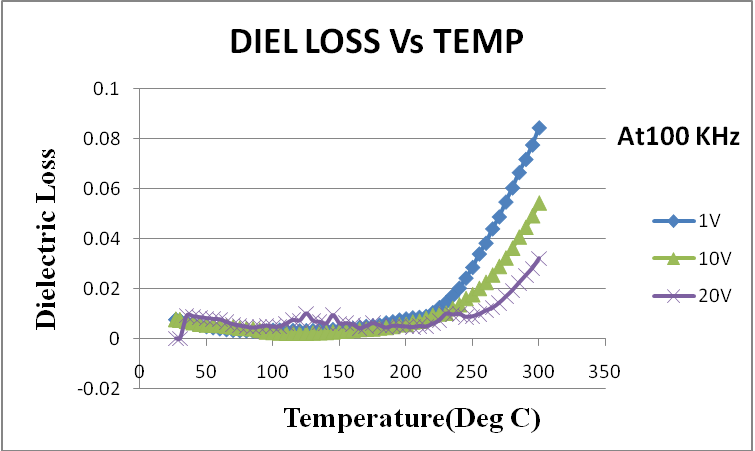 DIEL LOSS Vs TEMP
0.1
0.08
0.06
0.04
0.02
0
-0.02
0 50 100 150 200 250 300 350
Dielectric Loss
Temperature(Deg C)
At100 KHz
1V
10V
20V